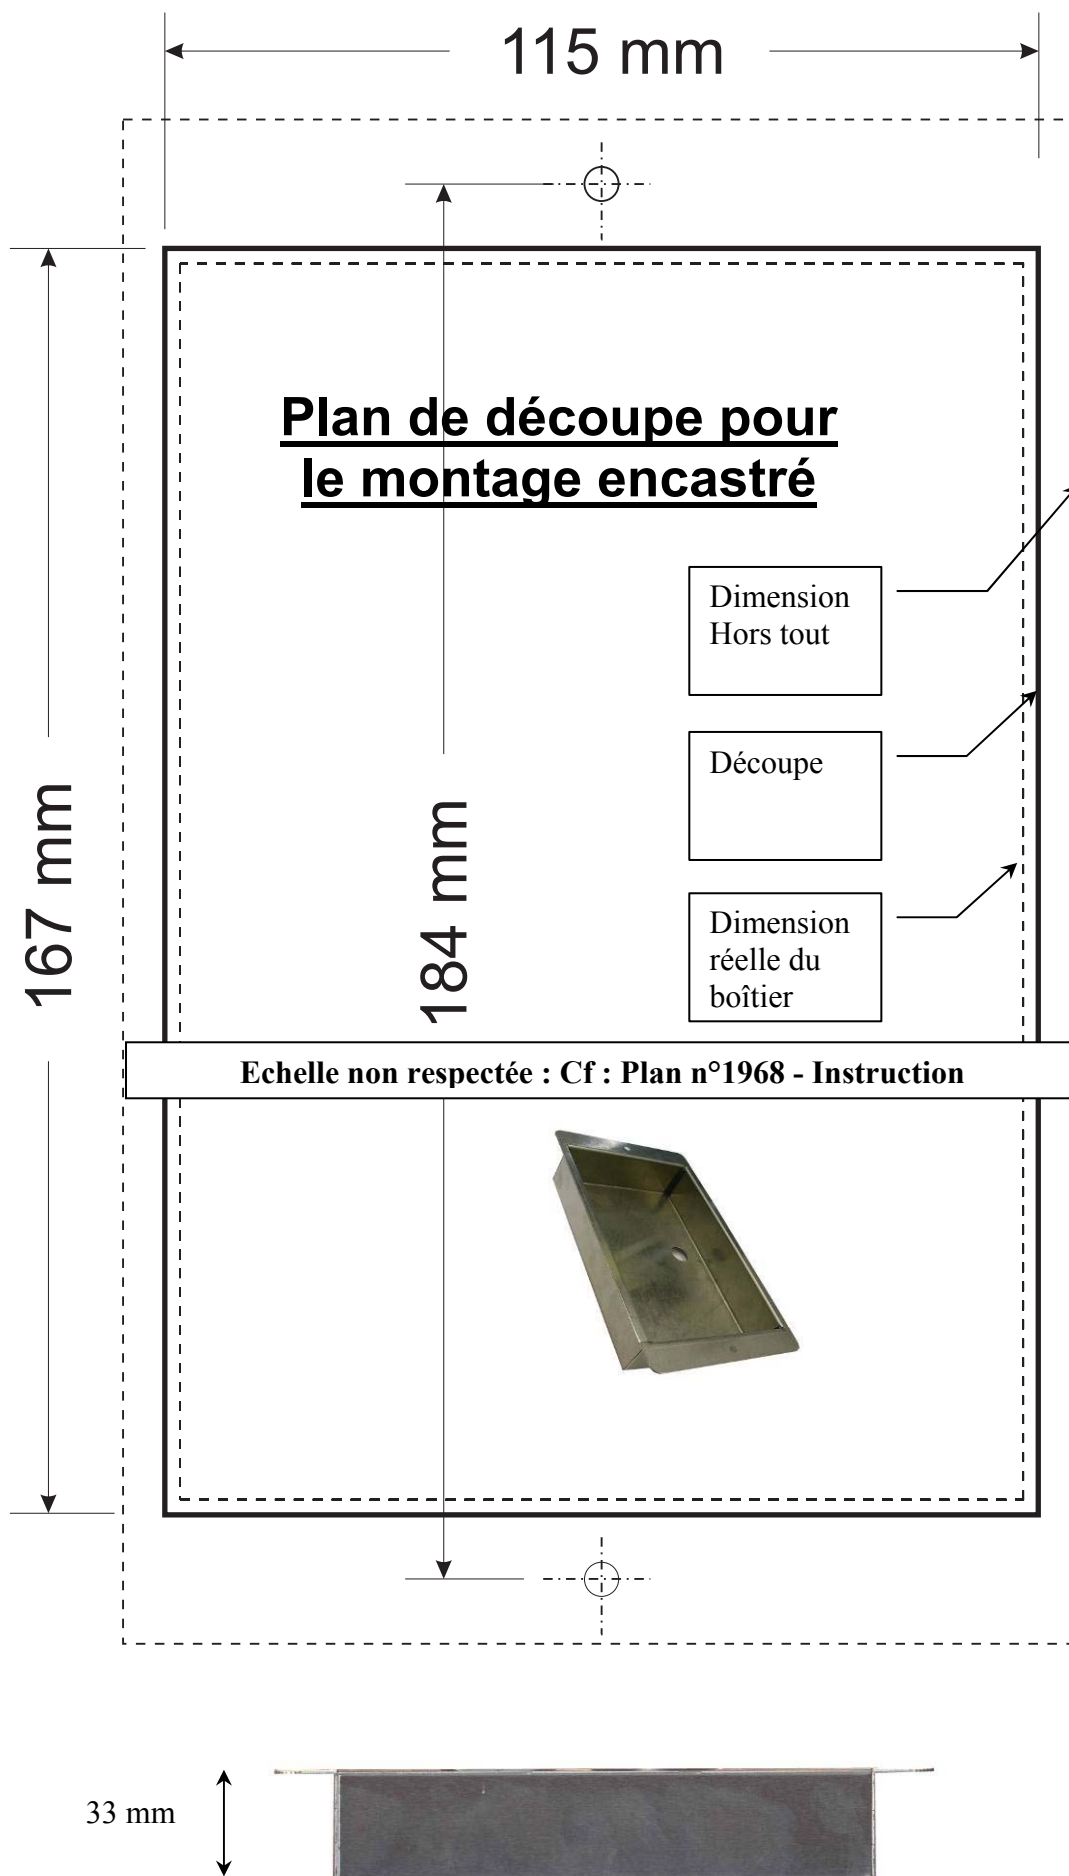 115 mm
Plan de découpe pour
le montage encastré
Dimension
Hors tout
Découpe
167 mm
184 mm
Dimension
réelle du
boîtier
Echelle non respectée : Cf : Plan n°1968 - Instruction
33 mm